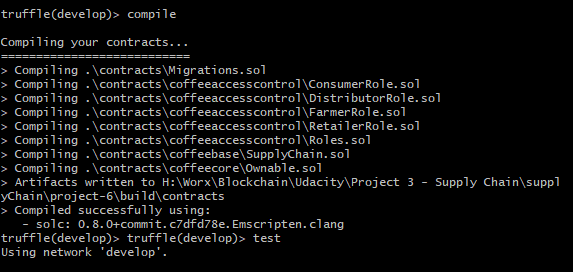 truffle(develop)> compile
Compiling your contracts...
===========================
> Compiling .\contracts\Migrations.sol
> Compiling .\contracts\coffeeaccesscontrol\ConsumerRole.sol
> Compiling .\contracts\coffeeaccesscontrol\DistributorRole.sol
> Compiling .\contracts\coffeeaccesscontrol\FarmerRole.sol
> Compiling .\contracts\coffeeaccesscontrol\RetailerRole.sol
> Compiling .\contracts\coffeeaccesscontrol\Roles.sol
> Compiling .\contracts\coffeebase\SupplyChain.sol
> Compiling .\contracts\coffeecore\Ownable.sol
> Artifacts written to H:\Worx\Blockchain\Udacity\Project 3 - Supply Chain\suppl
yChain\project-6\build\contracts
> Compiled successfully using:
   - solc: 0.8.0+commit.c7dfd78e.Emscripten.clang
truffle(develop)> truffle(develop)> test
Using network 'develop'.